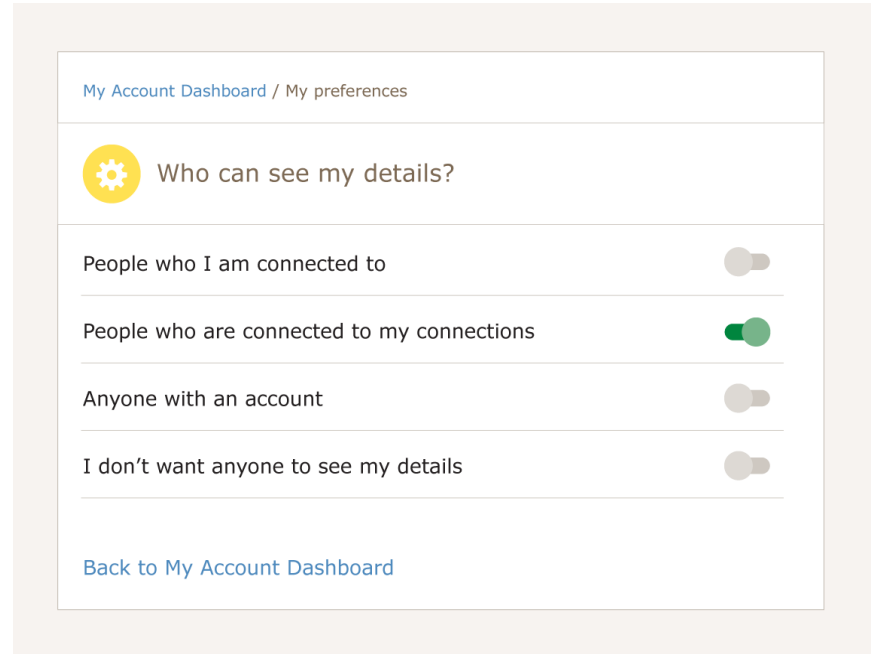 My Account Dashboard / My preferences
Who can see my details?
People who I am connected to
People who are connected to my connections
Anyone with an account
I don’t want anyone to see my details
Back to My Account Dashboard